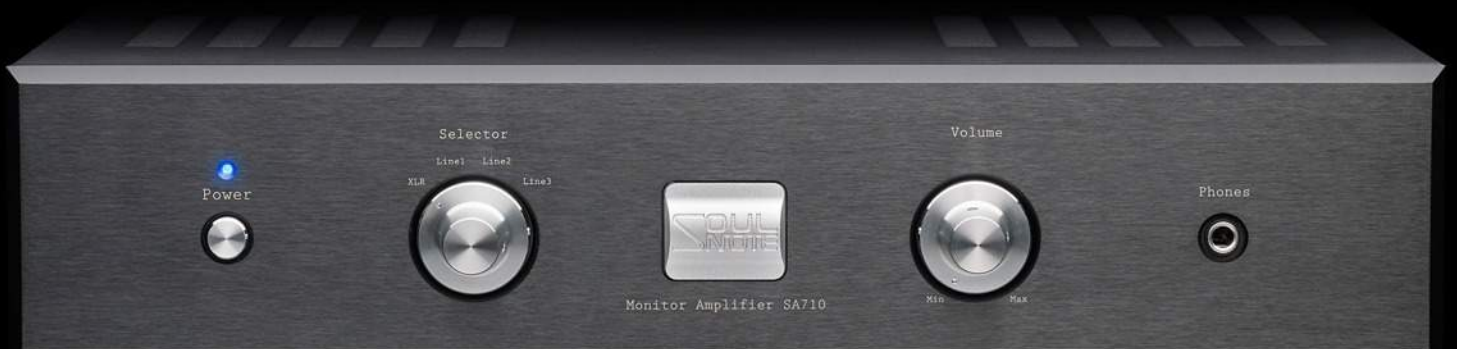 Selector
Volume
Line1 Line2
XLR
Line3
Power
Phones
SOUL
NOTE
Min
Max
Monitor Amplifier SA710